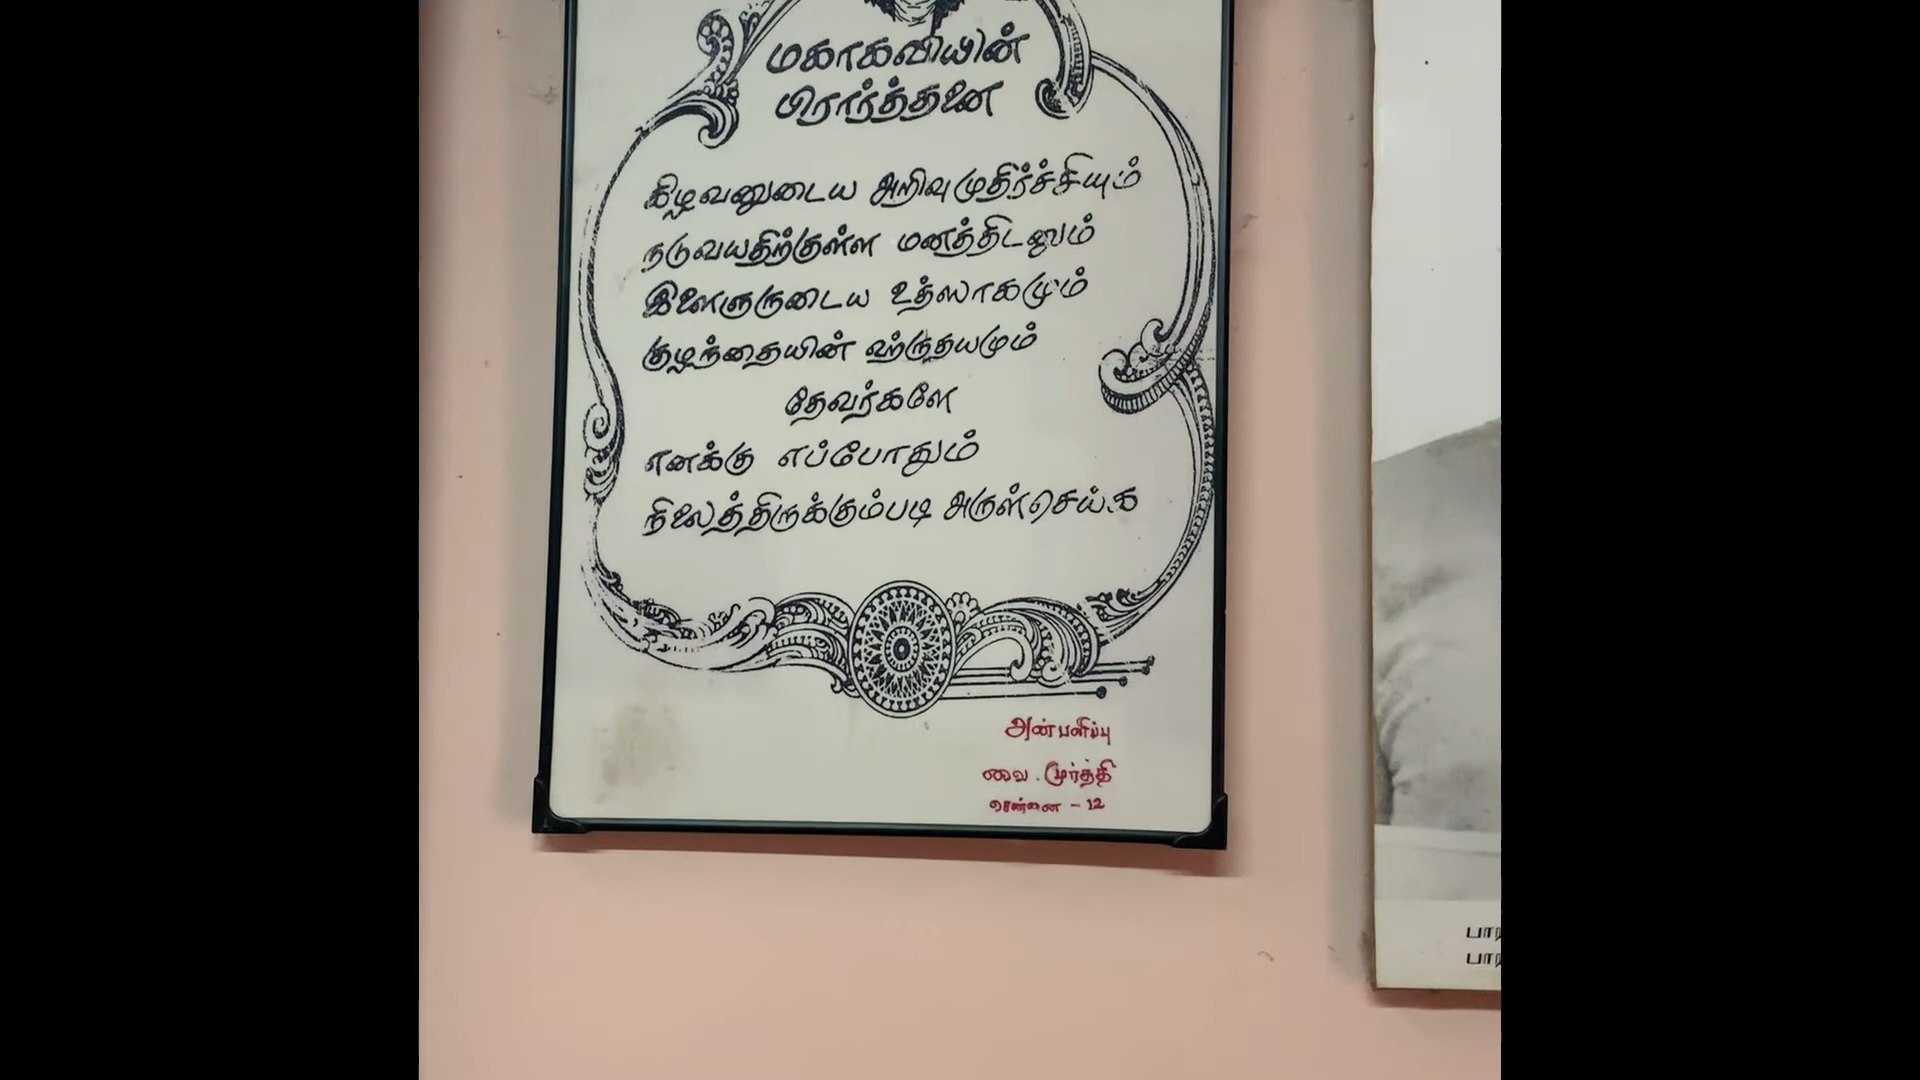 மகாகவியின்
பிரார்த்தனை
கிழவனுடைய அறிவுமுதிர்ச்சியும்
நடுவயதிற்குள்ள மனத்திடனும்
இளைஞருடைய உத்ஸாகமும்
குழந்தையின் ஹ்ருதயமும்
தேவர்களே
எனக்கு எப்போதும்
நிலைத்திருக்கும்படி அருள்செய்க
அன்பளிப்பு
வை. மூர்த்தி
சென்னை - 12